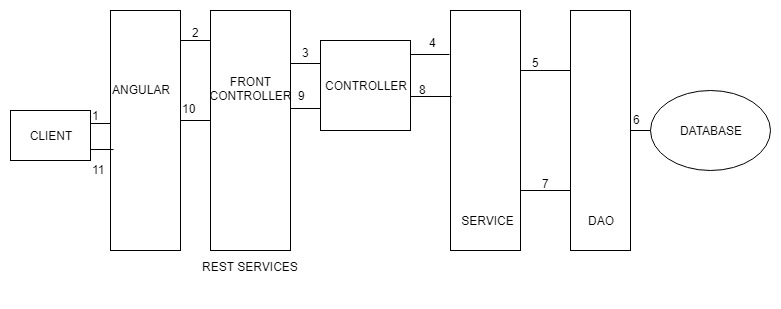 CLIENT
1
11
ANGULAR
2
10
FRONT
CONTROLLER
REST SERVICES
3
9
CONTROLLER
4
8
SERVICE
5
7
DAO
6
DATABASE